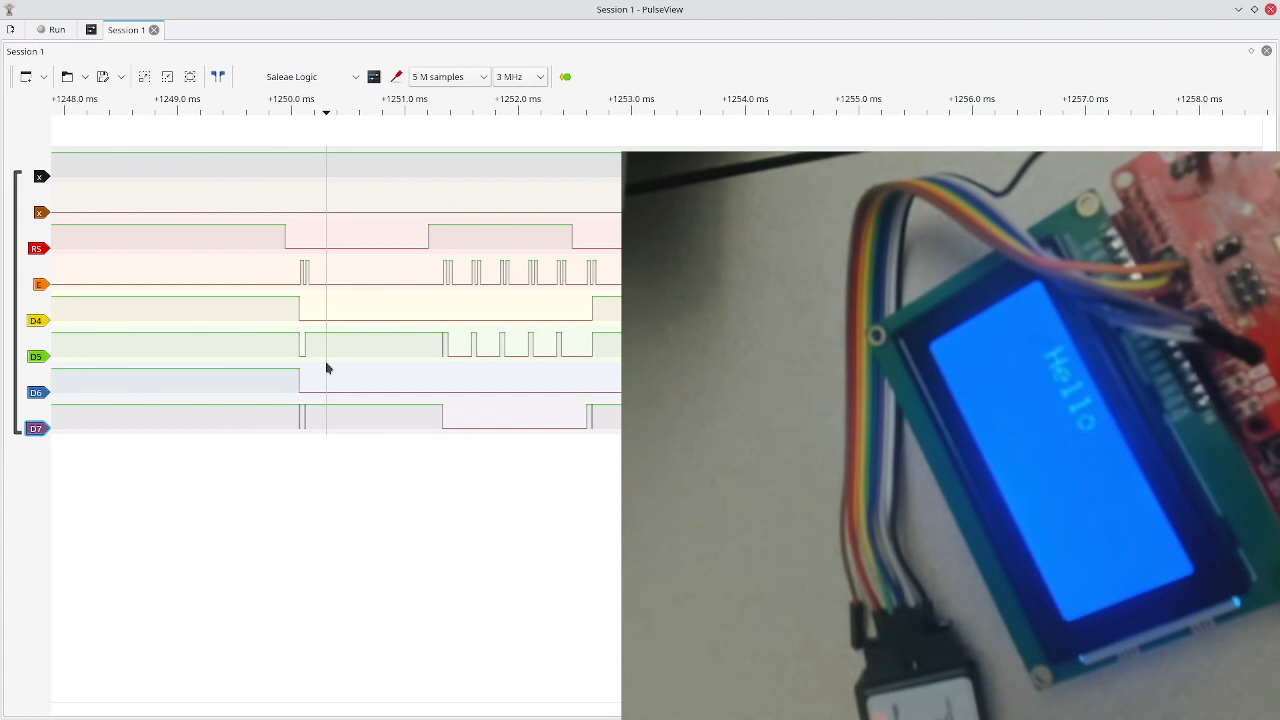 Session 1 - PulseView
Run
Session 1
Session 1
Saleae Logic
5 M samples
3 MHz
+1248.0 ms +1249.0 ms +1250.0 ms +1251.0 ms +1252.0 ms +1253.0 ms +1254.0 ms +1255.0 ms +1256.0 ms +1257.0 ms +1258.0 ms
x
x
RS
E
D4
D5
D6
D7
Hello